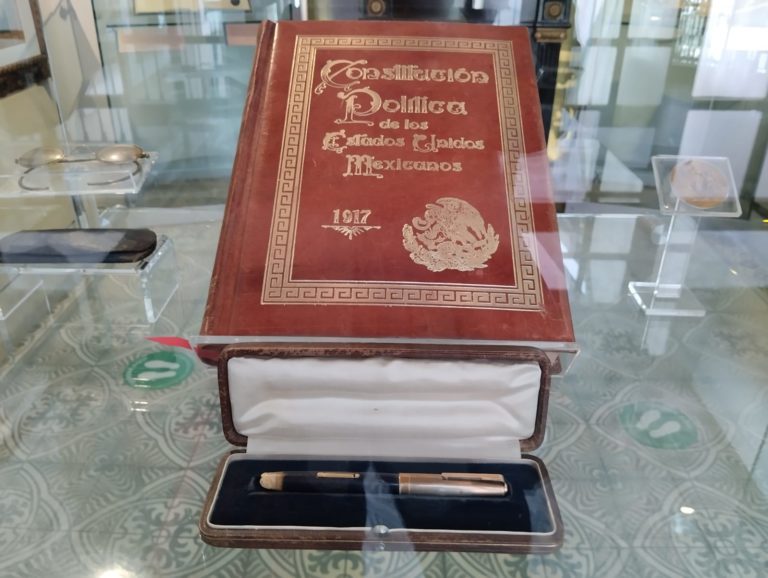 Constitución
Política
de los
Estados Unidos
Mexicanos
1917